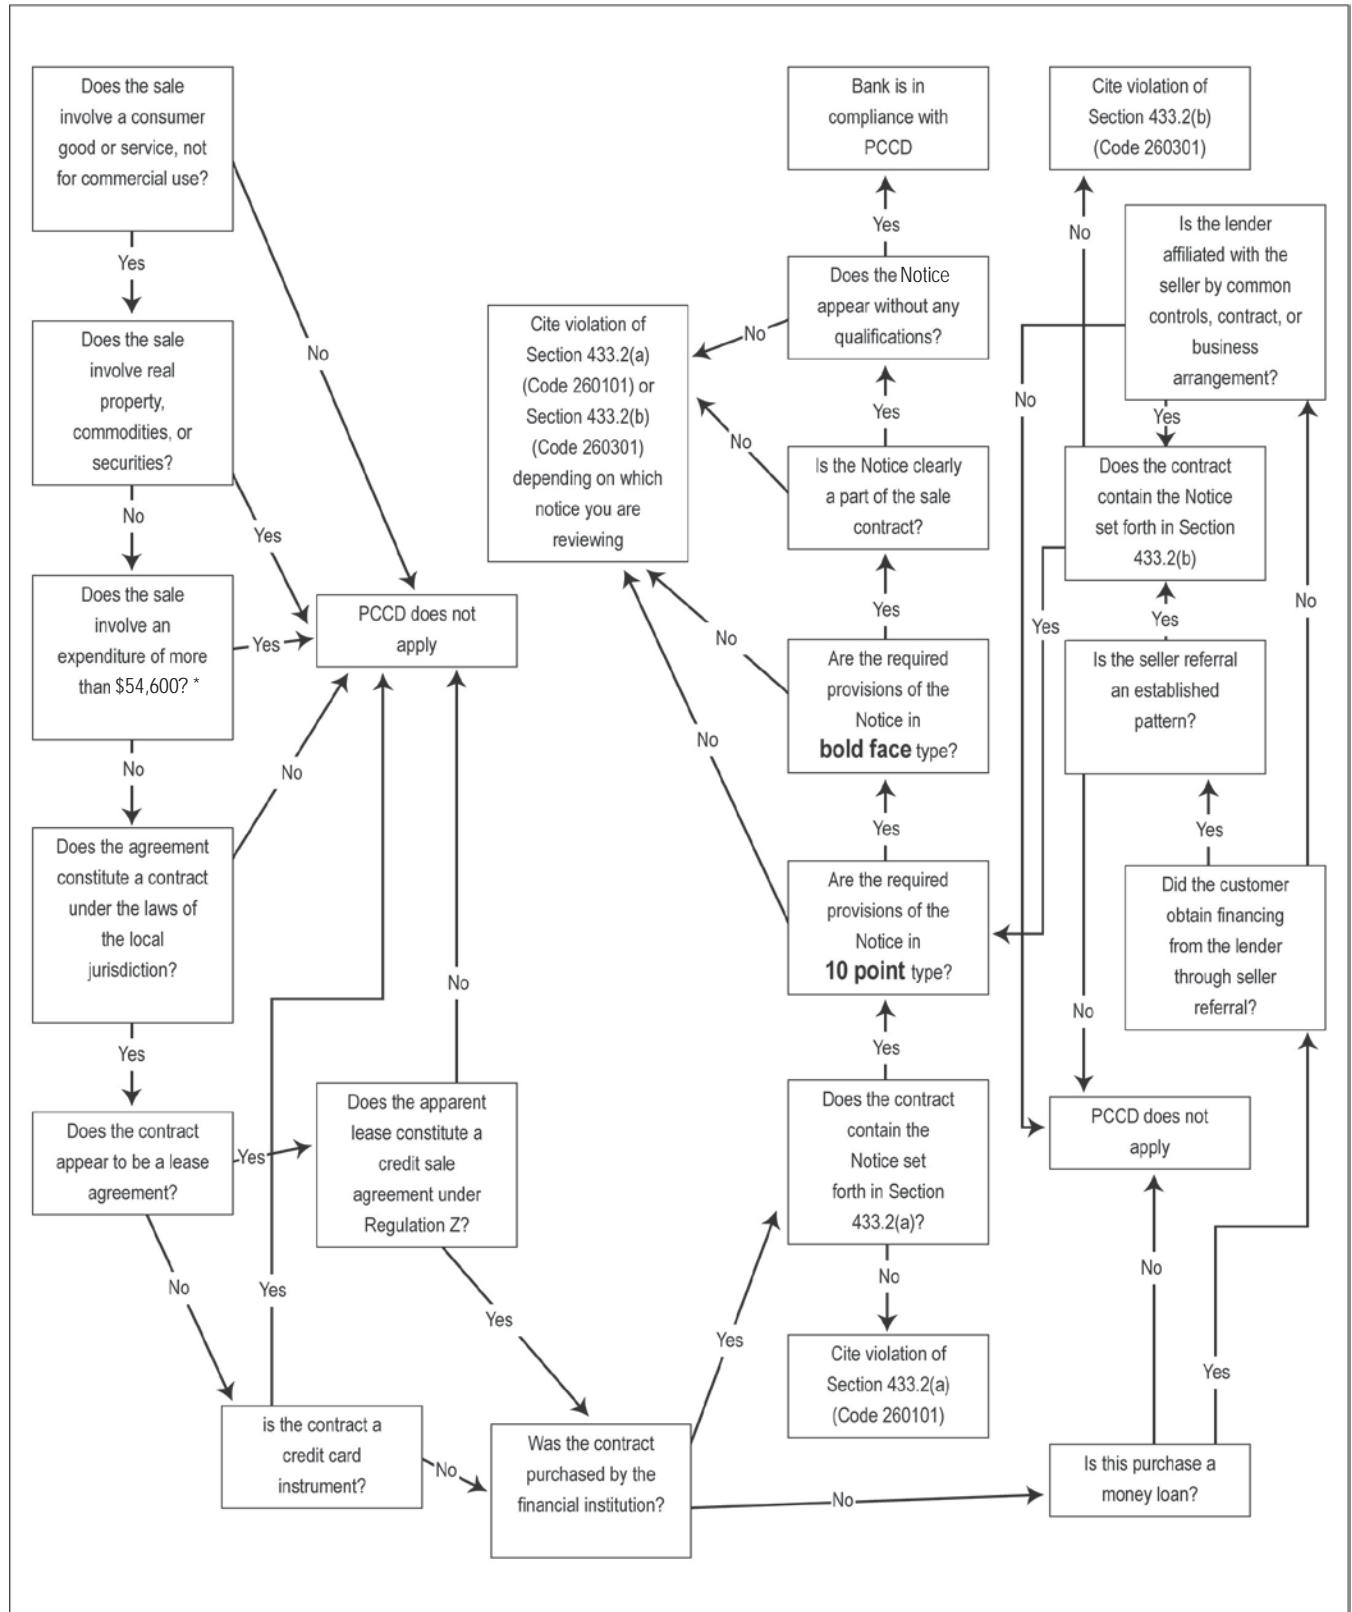 Does the sale
involve a consumer
good or service, not
for commercial use?
Yes
No
Does the sale
involve real
property,
commodities, or
securities?
No
Yes
Does the sale
involve an
expenditure of more
than $54,600? *
Yes
No
Does the agreement
constitute a contract
under the laws of
the local
jurisdiction?
No
Yes
Does the contract
appear to be a lease
agreement?
Yes
No
PCCD does not
apply
Does the apparent
lease constitute a
credit sale
agreement under
Regulation Z?
No
Yes
Yes
is the contract a
credit card
instrument?
No
Was the contract
purchased by the
financial institution?
Yes
No
Cite violation of
Section 433.2(a)
(Code 260101) or
Section 433.2(b)
(Code 260301)
depending on which
notice you are
reviewing
Bank is in
compliance with
PCCD
Yes
Does the Notice
appear without any
qualifications?
No
Yes
Is the Notice clearly
a part of the sale
contract?
No
Yes
Are the required
provisions of the
Notice in
bold face type?
No
Yes
Are the required
provisions of the
Notice in
10 point type?
No
Yes
Does the contract
contain the
Notice set
forth in Section
433.2(a)?
No
Cite violation of
Section 433.2(a)
(Code 260101)
Cite violation of
Section 433.2(b)
(Code 260301)
No
Is the lender
affiliated with the
seller by common
controls, contract, or
business
arrangement?
No
Yes
Does the contract
contain the Notice
set forth in Section
433.2(b)
Yes
Yes
No
Is the seller referral
an established
pattern?
Yes
No
Did the customer
obtain financing
from the lender
through seller
referral?
PCCD does not
apply
No
Yes
Is this purchase a
money loan?